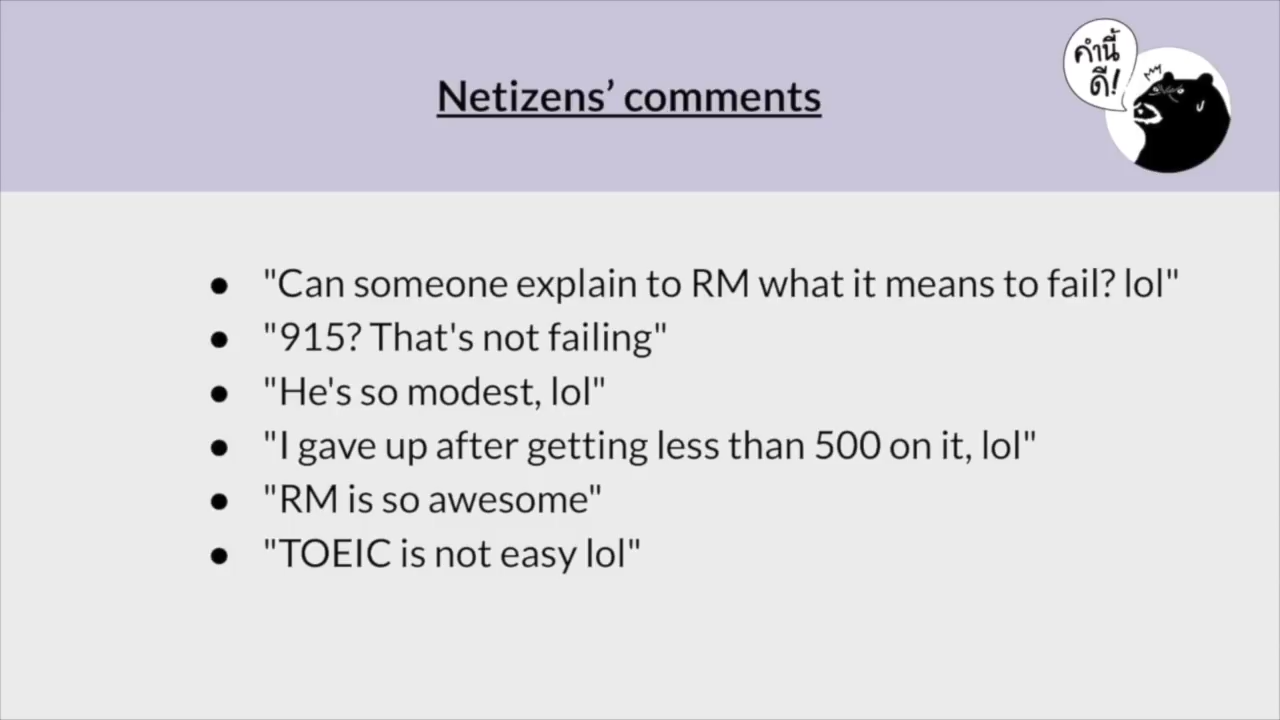 Netizens’ comments
คำนี้
ดี!
● "Can someone explain to RM what it means to fail? lol"
● "915? That's not failing"
● "He's so modest, lol"
● "I gave up after getting less than 500 on it, lol"
● "RM is so awesome"
● "TOEIC is not easy lol"